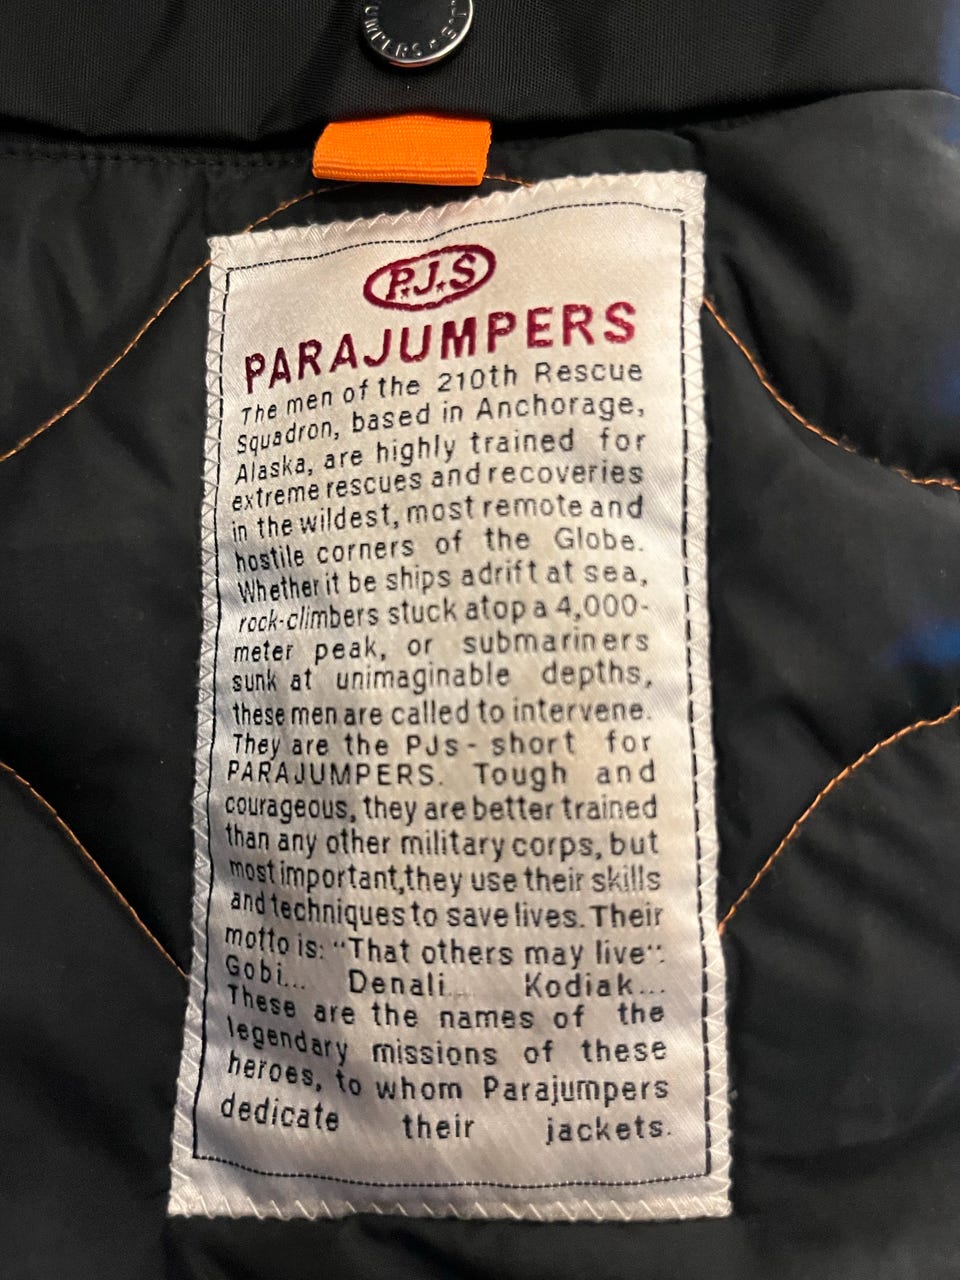 JUMPERS
P.J.S
PARAJUMPERS
The men of the 210th Rescue
Squadron, based in Anchorage,
Alaska, are highly trained for
extreme rescues and recoveries
in the wildest, most remote and
hostile corners of the Globe.
Whether it be ships adrift at sea,
rock-climbers stuck atop a 4,000-
meter peak, or submariners
sunk at unimaginable depths,
these men are called to intervene.
They are the PJs - short for
PARAJUMPERS. Tough and
courageous, they are better trained
than any other military corps, but
most important,they use their skills
and techniques to save lives. Their
motto is: "That others may live":
Gobi... Denali... Kodiak...
These are the names of the
legendary missions of these
heroes, to whom Parajumpers
dedicate their jackets.